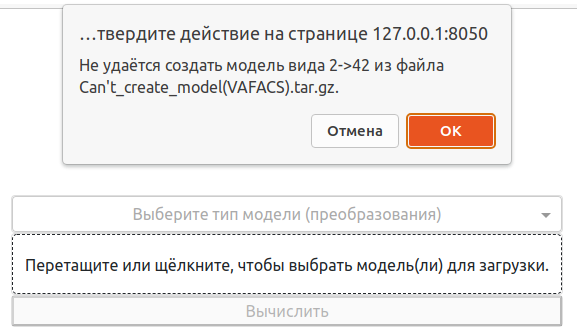 …твердите действие на странице 127.0.0.1:8050
Не удаётся создать модель вида 2->42 из файла
Can't_create_model(VAFACS).tar.gz.
Отмена
ОК
Выберите тип модели (преобразования)
Перетащите или щёлкните, чтобы выбрать модель(ли) для загрузки.
Вычислить